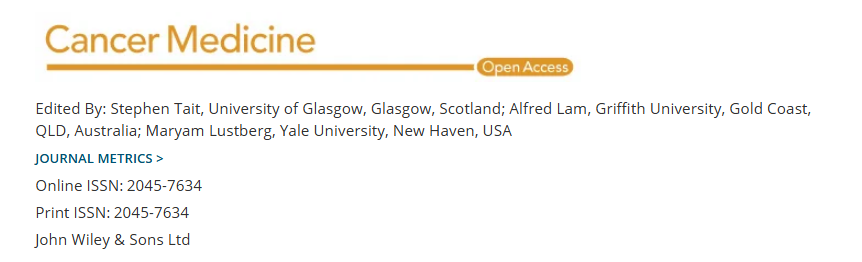 Cancer Medicine
Open Access
Edited By: Stephen Tait, University of Glasgow, Glasgow, Scotland; Alfred Lam, Griffith University, Gold Coast,
QLD, Australia; Maryam Lustberg, Yale University, New Haven, USA
JOURNAL METRICS >
Online ISSN: 2045-7634
Print ISSN: 2045-7634
John Wiley & Sons Ltd